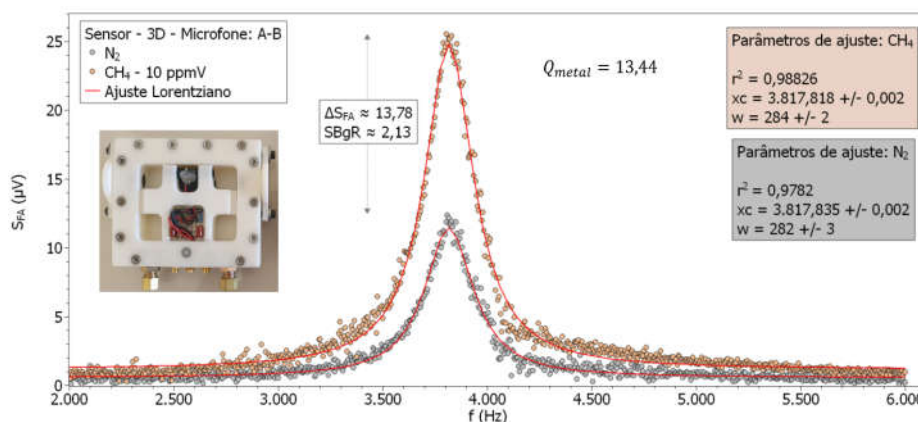 Sensor - 3D - Microfone: A-B
N₂
CH₄ - 10 ppmV
Ajuste Lorentziano
Q_metal = 13,44
ΔS_FA ≈ 13,78
SBgR ≈ 2,13
Parâmetros de ajuste: CH₄
r² = 0,98826
xc = 3.817,818 +/- 0,002
w = 284 +/- 2
Parâmetros de ajuste: N₂
r² = 0,9782
xc = 3.817,835 +/- 0,002
w = 282 +/- 3
S_FA (µV)
25
20
15
10
5
0
2.000
2.500
3.000
3.500
4.000
4.500
5.000
5.500
6.000
f (Hz)